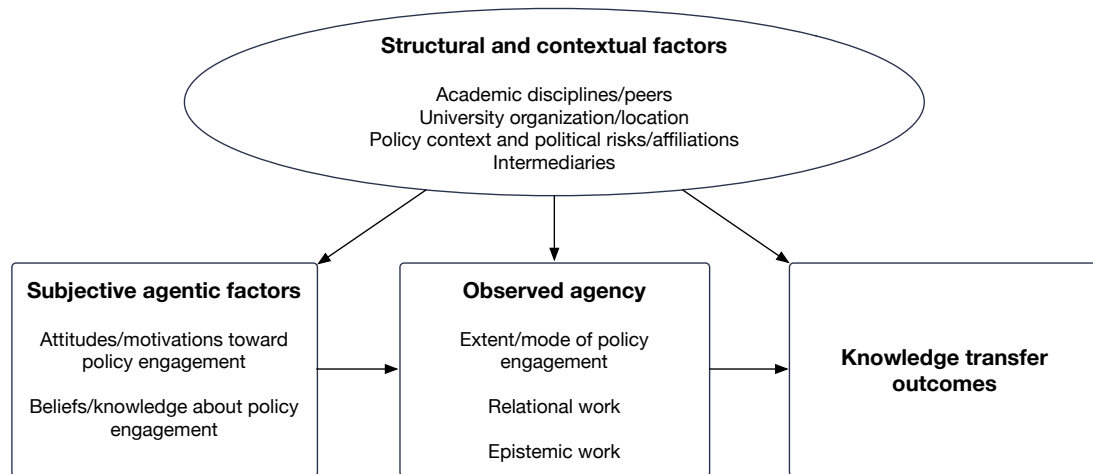 Structural and contextual factors
Academic disciplines/peers
University organization/location
Policy context and political risks/affiliations
Intermediaries
Subjective agentic factors
Attitudes/motivations toward
policy engagement
Beliefs/knowledge about policy
engagement
Observed agency
Extent/mode of policy
engagement
Relational work
Epistemic work
Knowledge transfer
outcomes